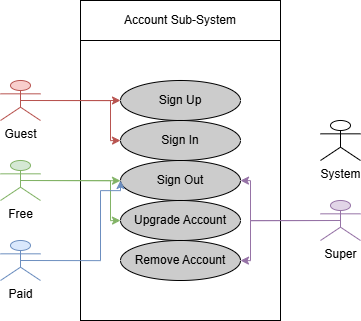 Account Sub-System
Sign Up
Guest
Sign In
System
Sign Out
Free
Upgrade Account
Super
Remove Account
Paid